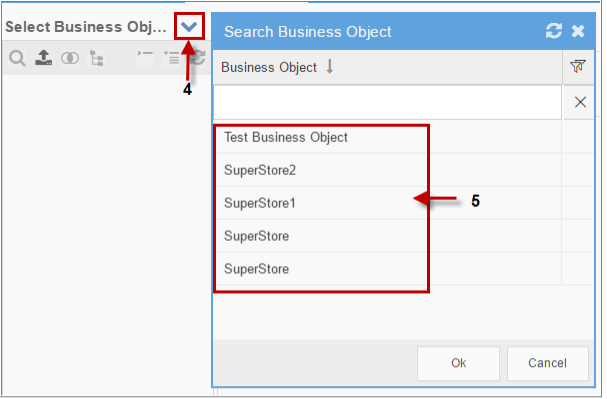 Select Business Obj...
4
Search Business Object
Business Object
Test Business Object
SuperStore2
SuperStore1
5
SuperStore
SuperStore
Ok
Cancel